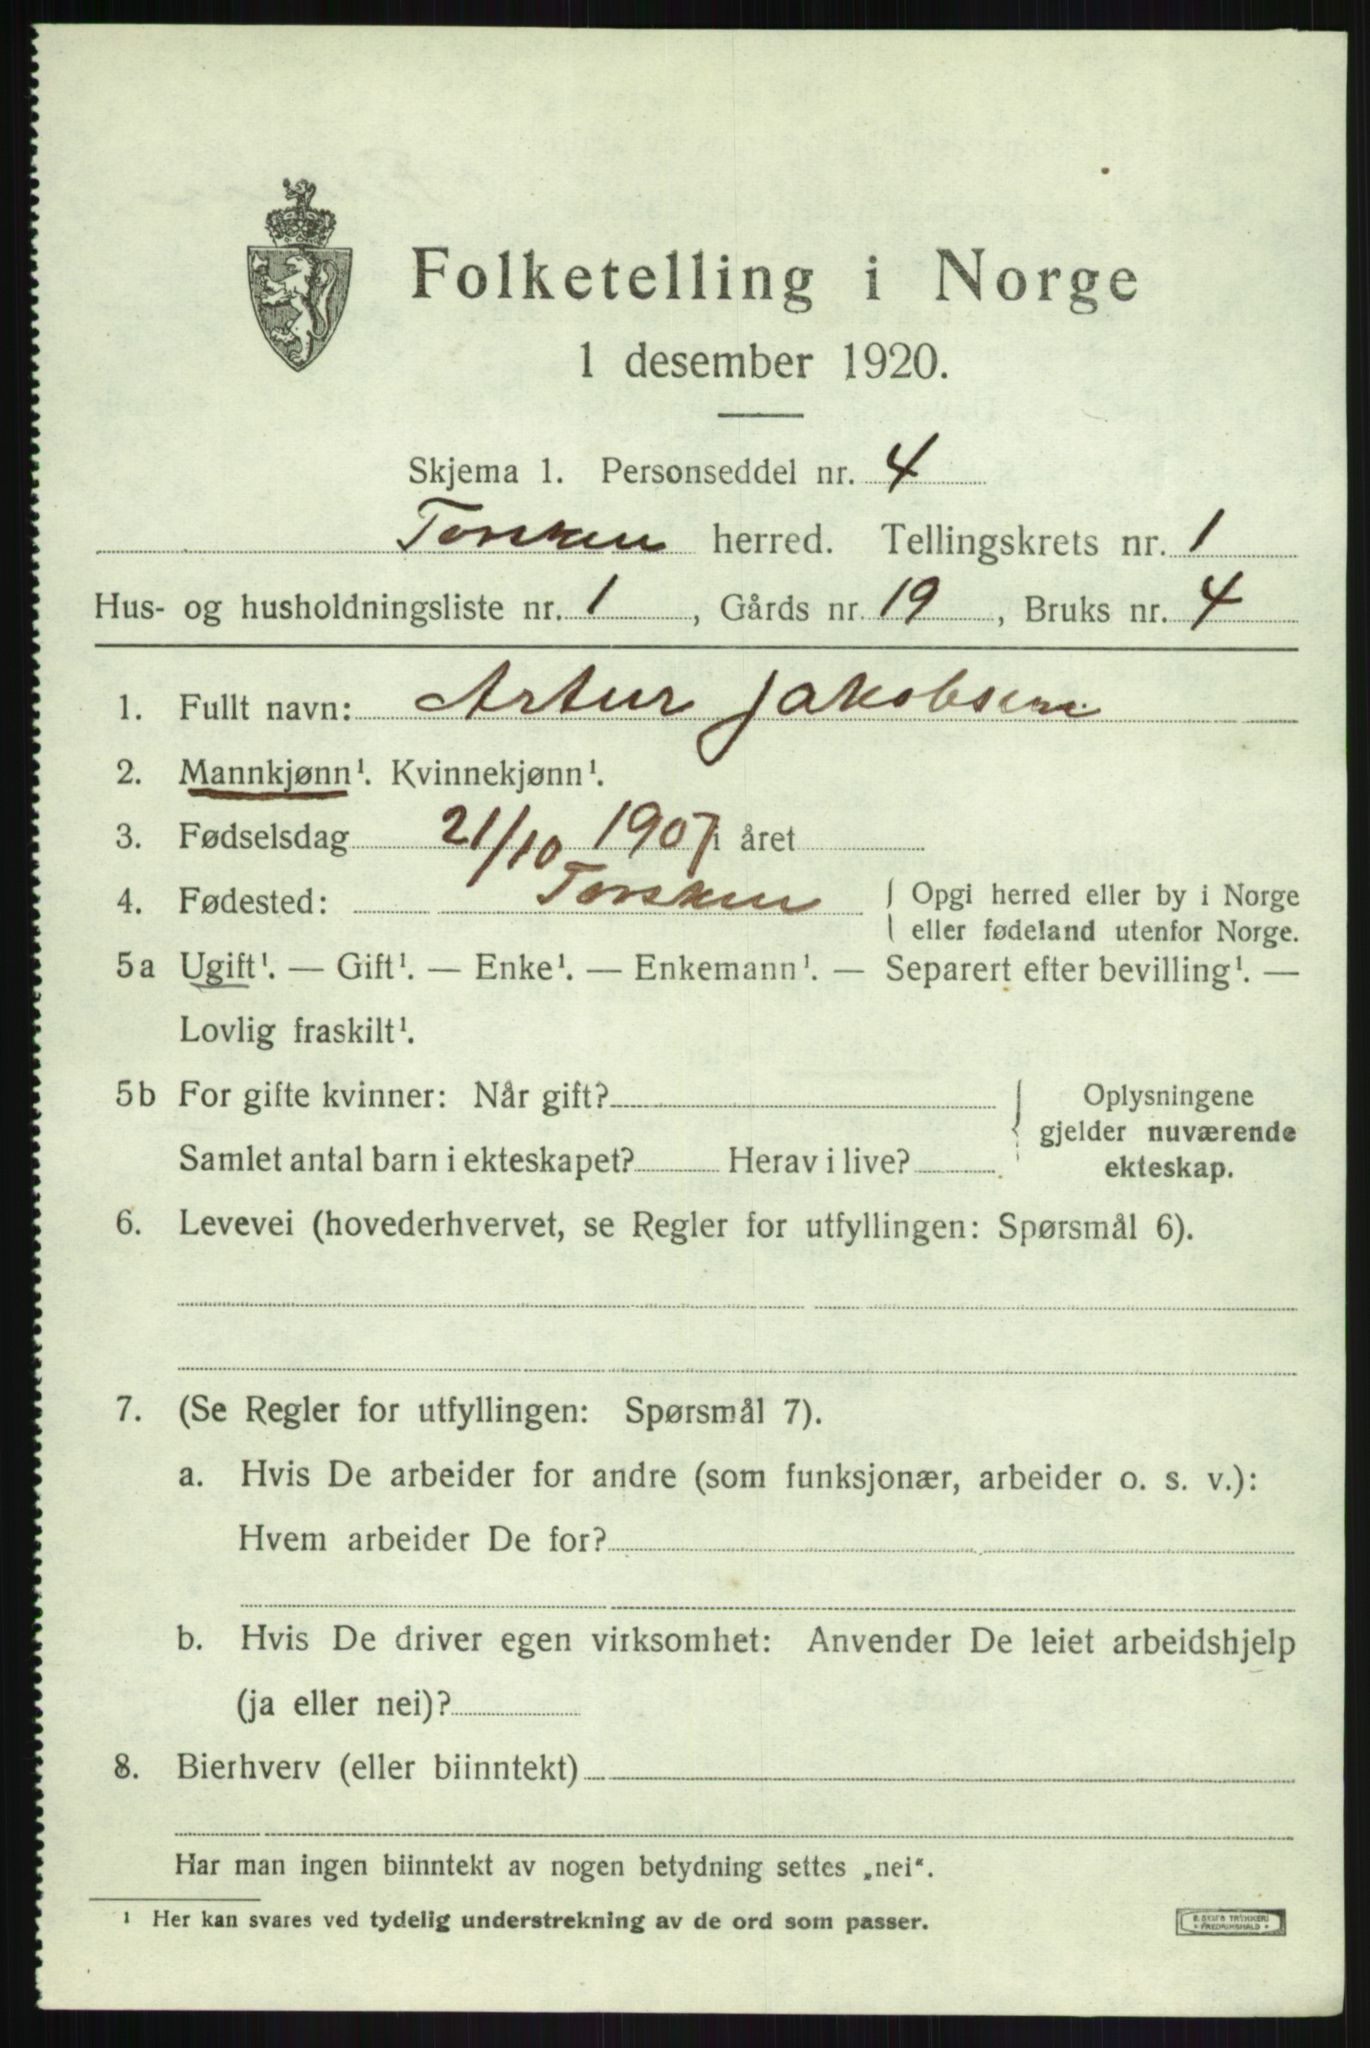 Folketelling i Norge
1 desember 1920.
Skjema 1. Personseddel nr. 4
Torsken herred. Tellingskrets nr. 1
Hus- og husholdningsliste nr. 1, Gårds nr. 19, Bruks nr. 4
1. Fullt navn: Artur Jakobsen
2. Mannkjønn¹. Kvinnekjønn¹.
3. Fødselsdag 21/10 1907 i året
4. Fødested: Torsken { Opgi herred eller by i Norge
eller fødeland utenfor Norge.
5a Ugift¹. — Gift¹. — Enke¹. — Enkemann¹. — Separert efter bevilling¹. —
Lovlig fraskilt¹.
5b For gifte kvinner: Når gift? Oplysningene
gjelder nuværende
Samlet antal barn i ekteskapet? Herav i live? ekteskap.
6. Levevei (hovederhvervet, se Regler for utfyllingen: Spørsmål 6).
7. (Se Regler for utfyllingen: Spørsmål 7).
a. Hvis De arbeider for andre (som funksjonær, arbeider o. s. v.):
Hvem arbeider De for?
b. Hvis De driver egen virksomhet: Anvender De leiet arbeidshjelp
(ja eller nei)?
8. Bierhverv (eller biinntekt)
Har man ingen biinntekt av nogen betydning settes „nei“.
¹ Her kan svares ved tydelig understrekning av de ord som passer.